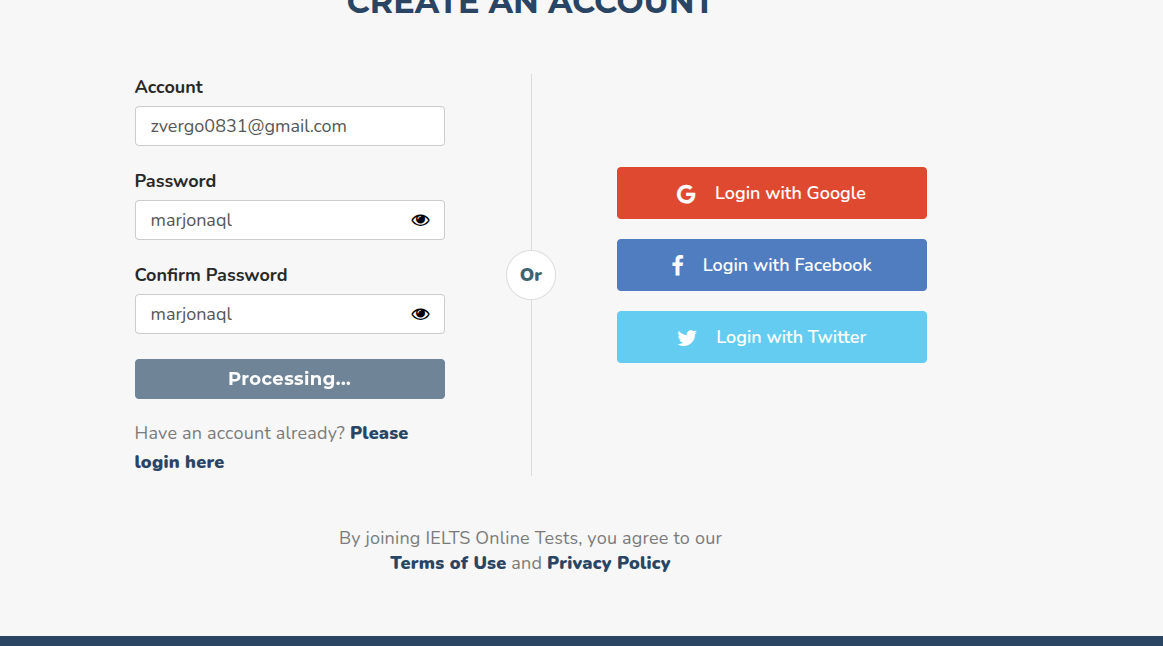 CREATE AN ACCOUNT
Account
zvergo0831@gmail.com
Password
marjonaql
Confirm Password
marjonaql
Processing...
Have an account already? Please
login here
Or
Login with Google
Login with Facebook
Login with Twitter
By joining IELTS Online Tests, you agree to our
Terms of Use and Privacy Policy